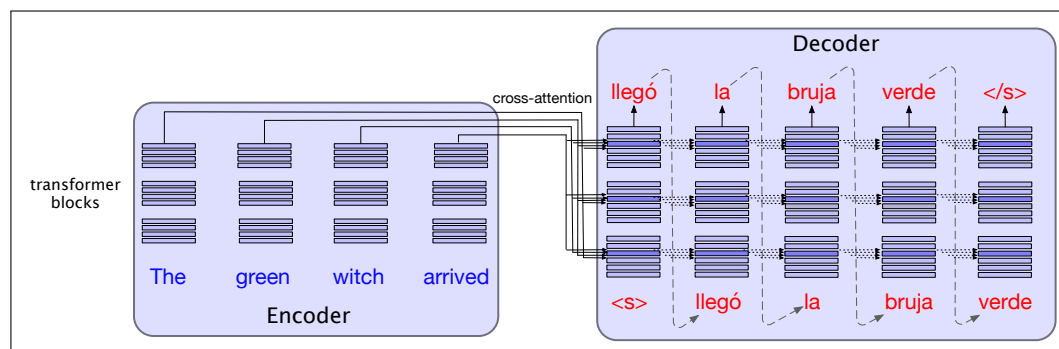 Decoder
cross-attention
llegó la bruja verde </s>
transformer
blocks
The green witch arrived
Encoder
<s> llegó la bruja verde